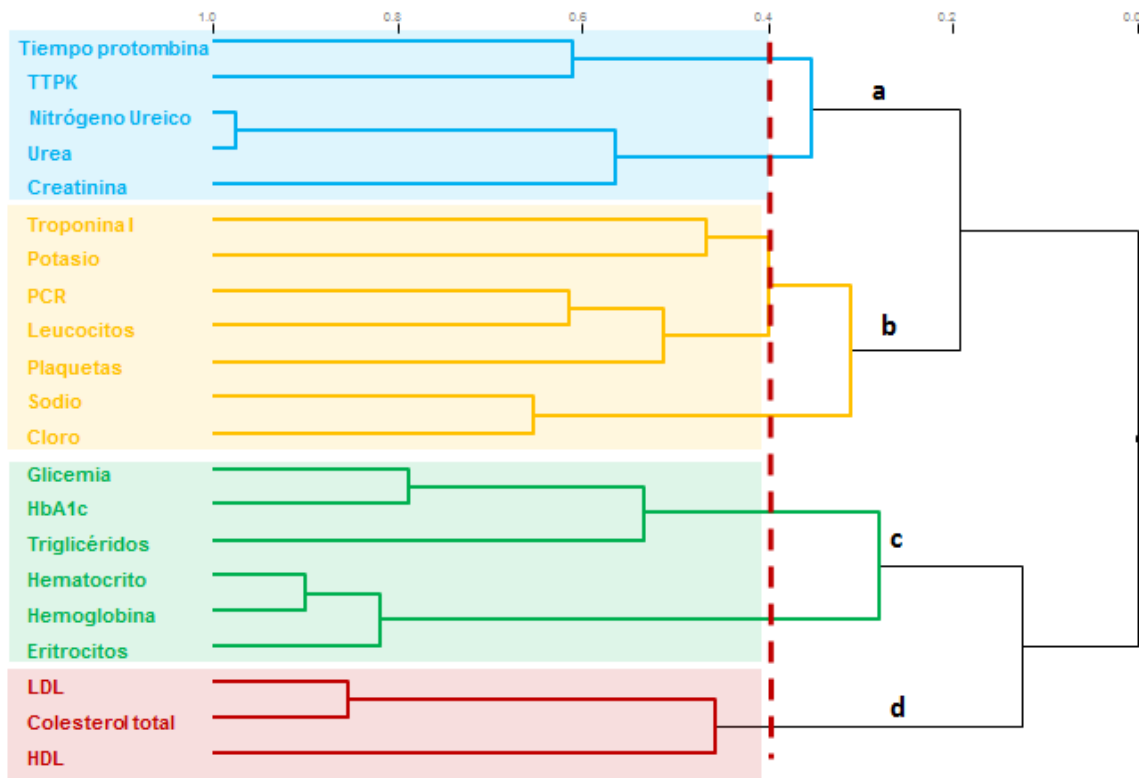 1.0 0.8 0.6 0.4 0.2 0.0
Tiempo protombina
TTPK
Nitrógeno Ureico
Urea
Creatinina
a
Troponina I
Potasio
PCR
Leucocitos
Plaquetas
Sodio
Cloro
b
Glicemia
HbA1c
Triglicéridos
Hematocrito
Hemoglobina
Eritrocitos
c
LDL
Colesterol total
HDL
d